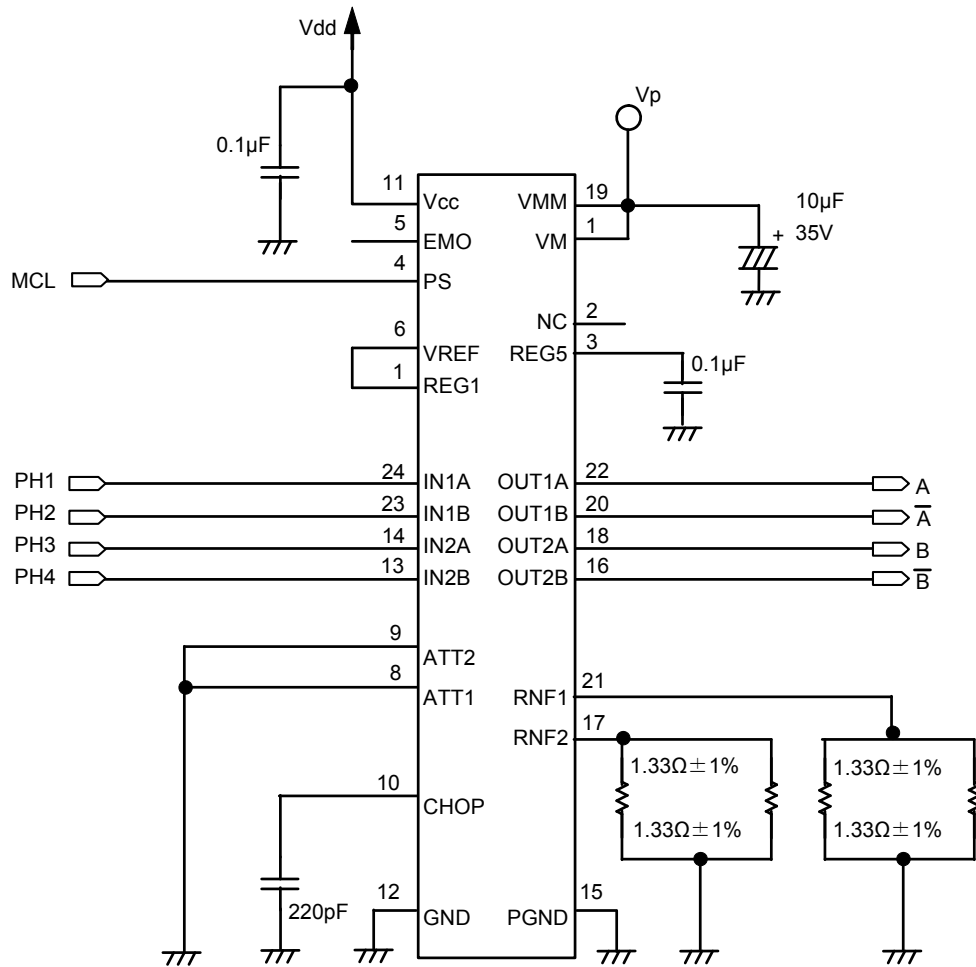 Vdd
Vp
0.1µF
11
Vcc
VMM
19
10µF
+
35V
5
EMO
VM
1
MCL
4
PS
NC
2
6
VREF
REG5
3
0.1µF
1
REG1
PH1
24
IN1A
OUT1A
22
A
PH2
23
IN1B
OUT1B
20
A̅
PH3
14
IN2A
OUT2A
18
B
PH4
13
IN2B
OUT2B
16
B̅
9
ATT2
8
ATT1
RNF1
21
RNF2
17
1.33Ω±1%
1.33Ω±1%
10
CHOP
1.33Ω±1%
1.33Ω±1%
220pF
12
GND
PGND
15